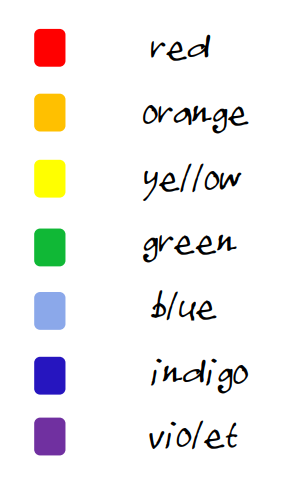 red
orange
yellow
green
blue
indigo
violet